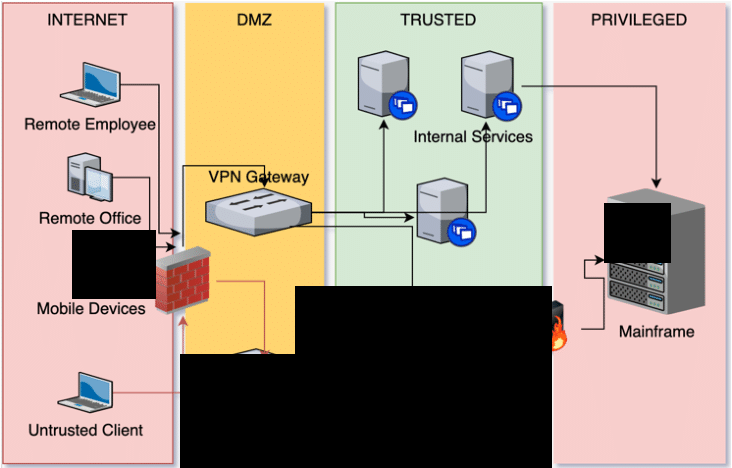 INTERNET
DMZ
TRUSTED
PRIVILEGED
Remote Employee
Internal Services
VPN Gateway
Remote Office
Mobile Devices
Mainframe
Untrusted Client